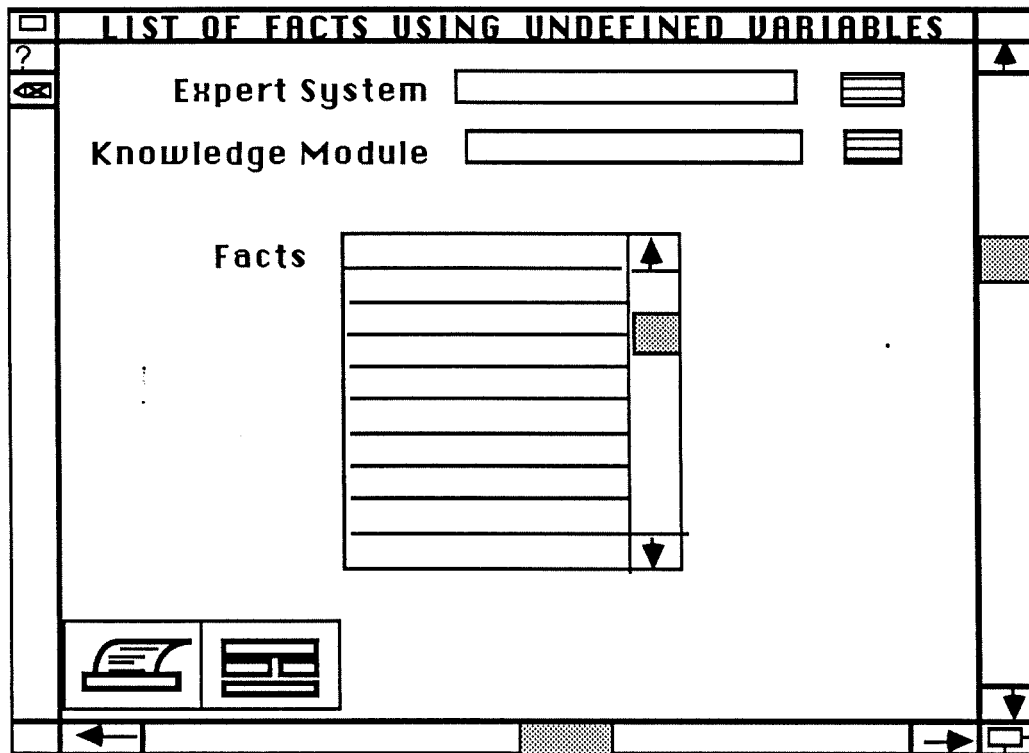 LIST OF FACTS USING UNDEFINED VARIABLES
?
Expert System
Knowledge Module
Facts